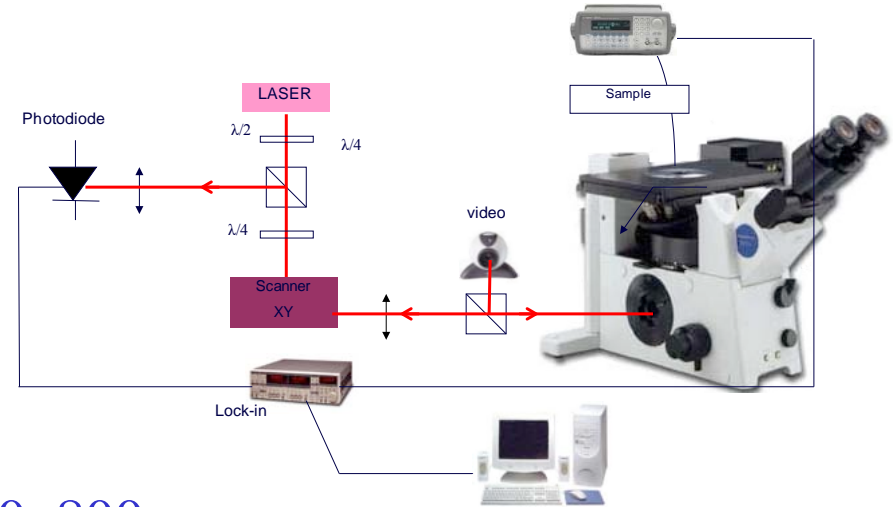 Sample
LASER
Photodiode
λ/2
λ/4
λ/4
video
Scanner
XY
Lock-in